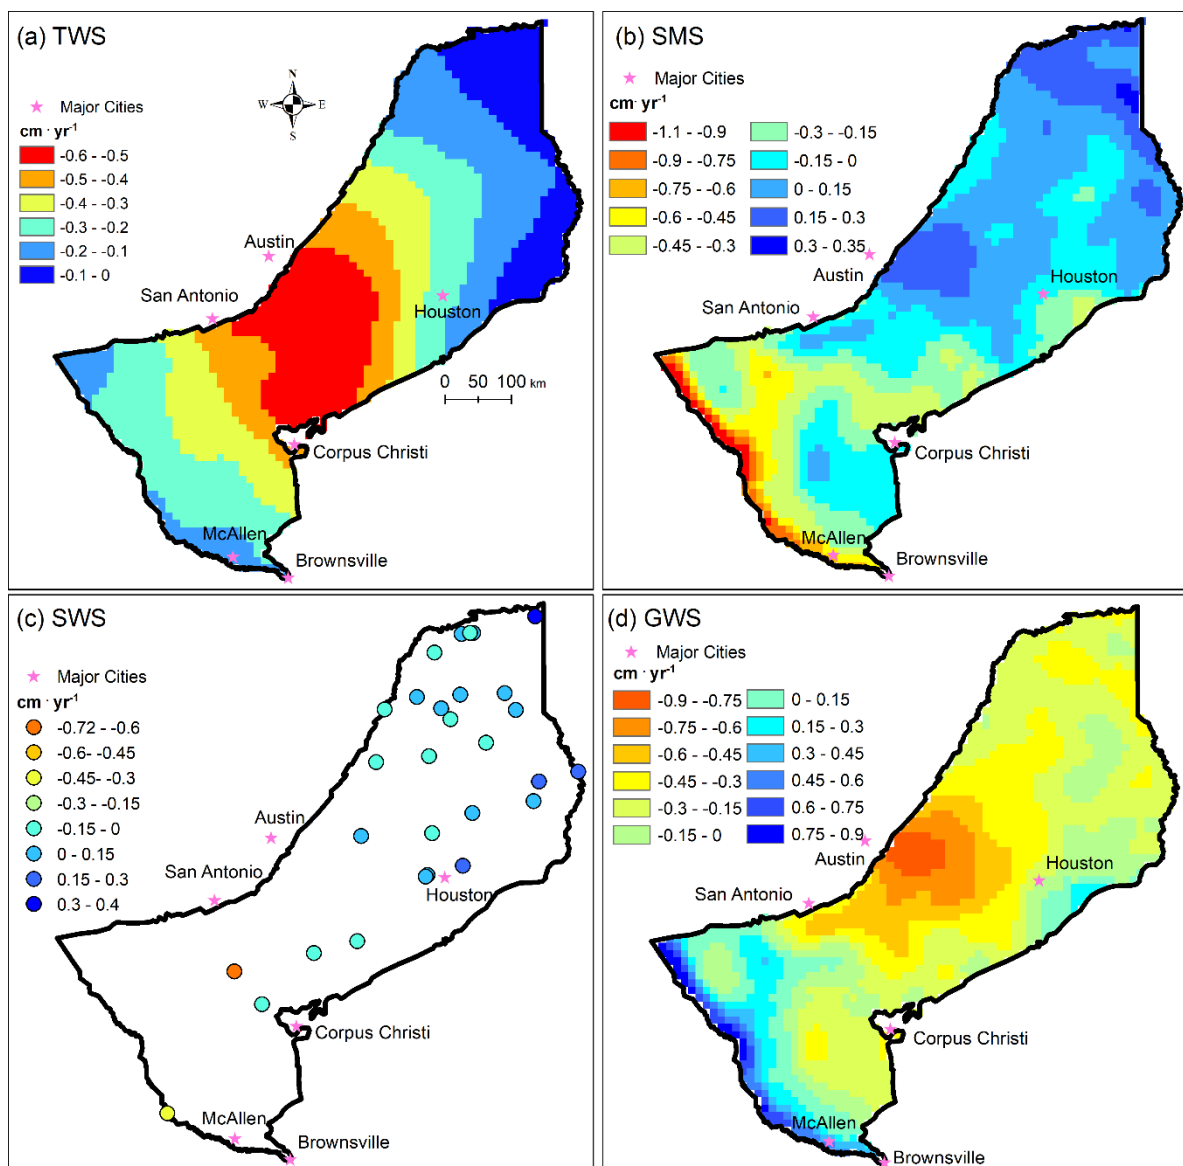 (a) TWS
N
W E
S
Major Cities
cm · yr-1
-0.6 - -0.5
-0.5 - -0.4
-0.4 - -0.3
-0.3 - -0.2
-0.2 - -0.1
-0.1 - 0
Austin
San Antonio
Houston
0 50 100 km
Corpus Christi
McAllen
Brownsville
(b) SMS
Major Cities
cm · yr-1
-1.1 - -0.9
-0.9 - -0.75
-0.75 - -0.6
-0.6 - -0.45
-0.45 - -0.3
-0.3 - -0.15
-0.15 - 0
0 - 0.15
0.15 - 0.3
0.3 - 0.35
Austin
San Antonio
Houston
Corpus Christi
McAllen
Brownsville
(c) SWS
Major Cities
cm · yr-1
-0.72 - -0.6
-0.6- -0.45
-0.45 - -0.3
-0.3 - -0.15
-0.15 - 0
0 - 0.15
0.15 - 0.3
0.3 - 0.4
Austin
San Antonio
Houston
Corpus Christi
McAllen
Brownsville
(d) GWS
Major Cities
cm · yr-1
-0.9 - -0.75
-0.75 - -0.6
-0.6 - -0.45
-0.45 - -0.3
-0.3 - -0.15
-0.15 - 0
0 - 0.15
0.15 - 0.3
0.3 - 0.45
0.45 - 0.6
0.6 - 0.75
0.75 - 0.9
Austin
San Antonio
Houston
Corpus Christi
McAllen
Brownsville